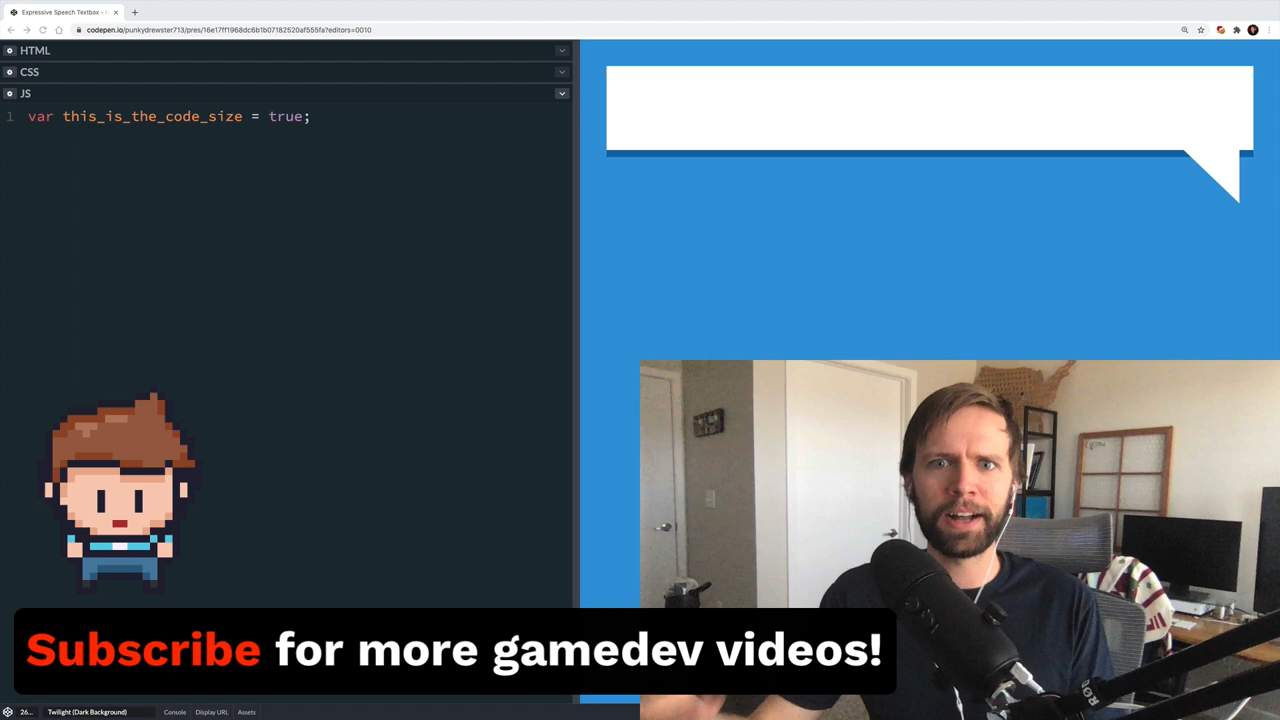 Expressive Speech Textbox -
codepen.io/punkydrewster713/pres/16e17ff1968dc6b1b07182520af555fa?editors=0010
HTML
CSS
JS
1 var this_is_the_code_size = true;
Subscribe for more gamedev videos!
26... Twilight (Dark Background) Console Display URL Assets